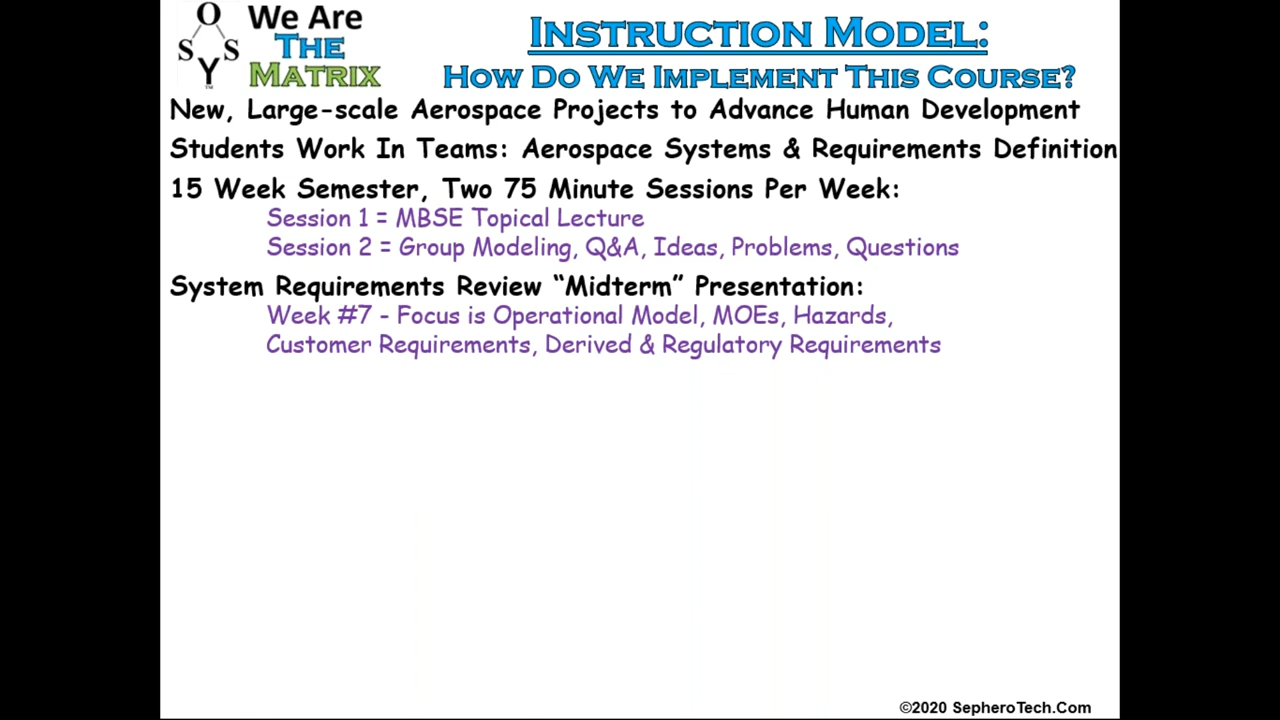 O
S S
Y
TM
We Are
THE
MATRIX
INSTRUCTION MODEL:
HOW DO WE IMPLEMENT THIS COURSE?
New, Large-scale Aerospace Projects to Advance Human Development
Students Work In Teams: Aerospace Systems & Requirements Definition
15 Week Semester, Two 75 Minute Sessions Per Week:
Session 1 = MBSE Topical Lecture
Session 2 = Group Modeling, Q&A, Ideas, Problems, Questions
System Requirements Review “Midterm” Presentation:
Week #7 - Focus is Operational Model, MOEs, Hazards,
Customer Requirements, Derived & Regulatory Requirements
©2020 SepheroTech.Com